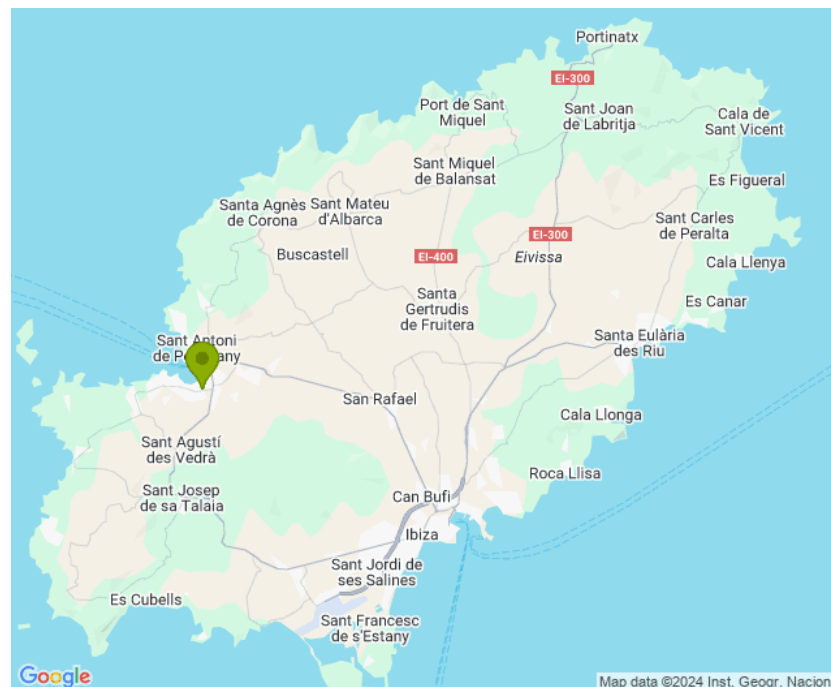 Portinatx
EI-300
Port de Sant
Miquel
Sant Joan
de Labritja
Cala de
Sant Vicent
Sant Miquel
de Balansat
Es Figueral
Santa Agnès
de Corona
Sant Mateu
d'Albarca
Sant Carles
de Peralta
EI-300
Buscastell
EI-400
Eivissa
Cala Llenya
Santa
Gertrudis
de Fruitera
Es Canar
Sant Antoni
de Po
any
Santa Eulària
des Riu
San Rafael
Cala Llonga
Sant Agustí
des Vedrà
Roca Llisa
Sant Josep
de sa Talaia
Can Bufi
Ibiza
Sant Jordi de
ses Salines
Es Cubells
Sant Francesc
de s'Estany
Google
Map data ©2024 Inst. Geogr. Nacion